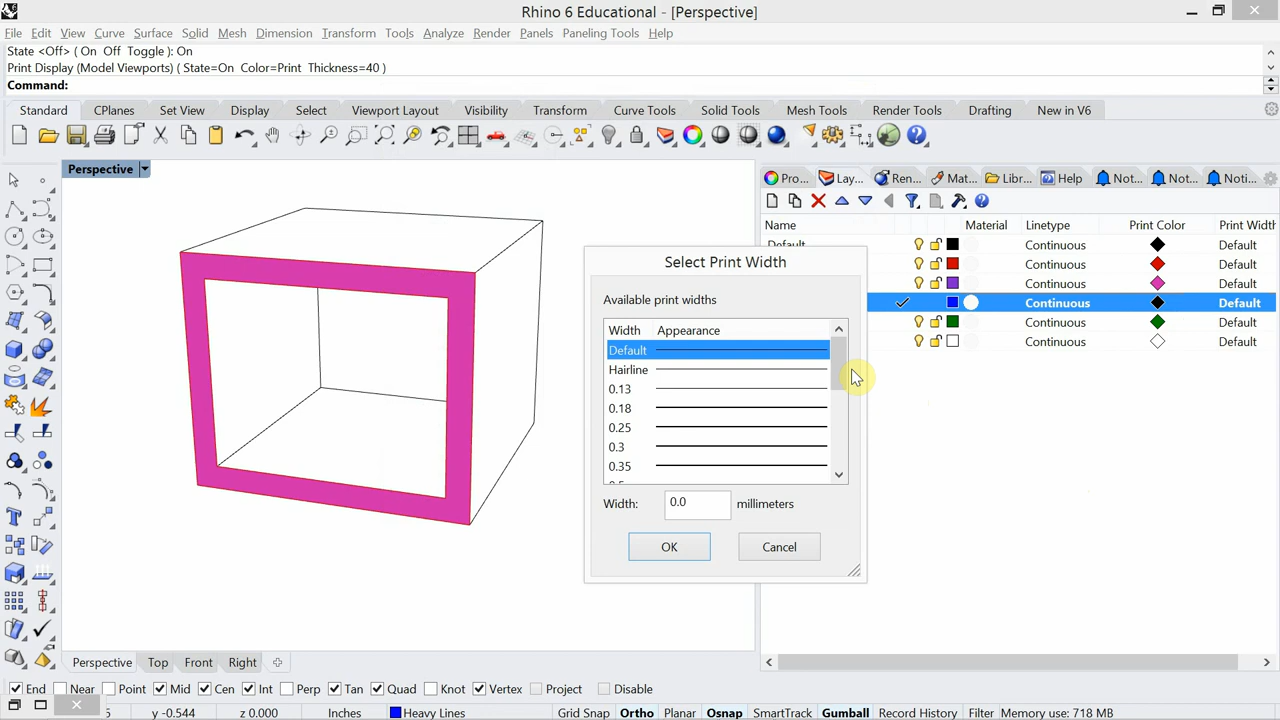 Rhino 6 Educational - [Perspective]
File Edit View Curve Surface Solid Mesh Dimension Transform Tools Analyze Render Panels Paneling Tools Help
State <Off> ( On Off Toggle ): On
Print Display (Model Viewports) ( State=On Color=Print Thickness=40 )
Command:
Standard CPlanes Set View Display Select Viewport Layout Visibility Transform Curve Tools Solid Tools Mesh Tools Render Tools Drafting New in V6
Perspective
Pro... Lay... Ren... Mat... Libr... Help Not... Not... Noti...
Name Material Linetype Print Color Print Width
Default Continuous Default
Continuous Default
Continuous Default
Continuous Default
Continuous Default
Continuous Default
Select Print Width
Available print widths
Width Appearance
Default
Hairline
0.13
0.18
0.25
0.3
0.35
Width: 0.0 millimeters
OK Cancel
Perspective Top Front Right
End Near Point Mid Cen Int Perp Tan Quad Knot Vertex Project Disable
y -0.544 z 0.000 Inches Heavy Lines Grid Snap Ortho Planar Osnap SmartTrack Gumball Record History Filter Memory use: 718 MB